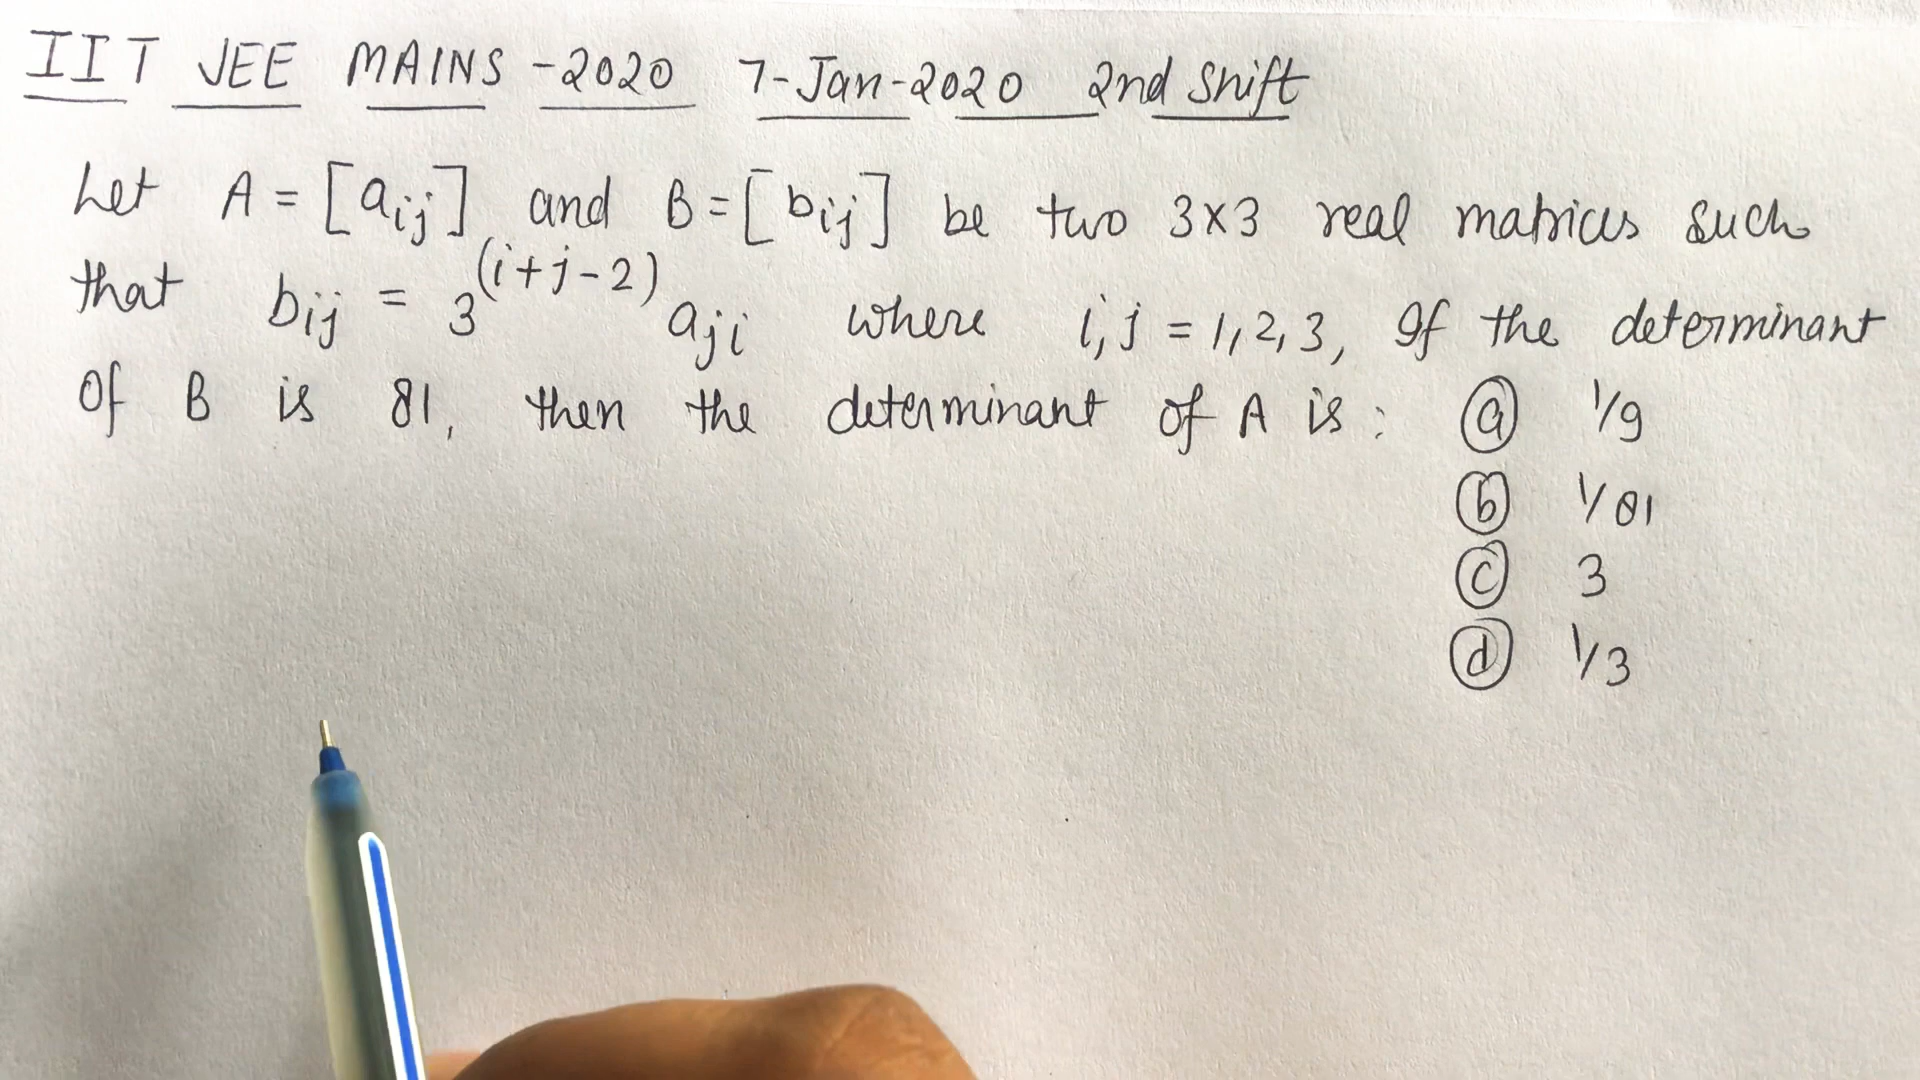 IIT JEE MAINS -2020 7-Jan-2020 2nd Shift
Let A = [aij] and B = [bij] be two 3×3 real matrices such
that bij = 3^(i+j-2) aji where i,j = 1,2,3, If the determinant
Of B is 81, then the determinant of A is : (a) 1/9
(b) 1/81
(c) 3
(d) 1/3